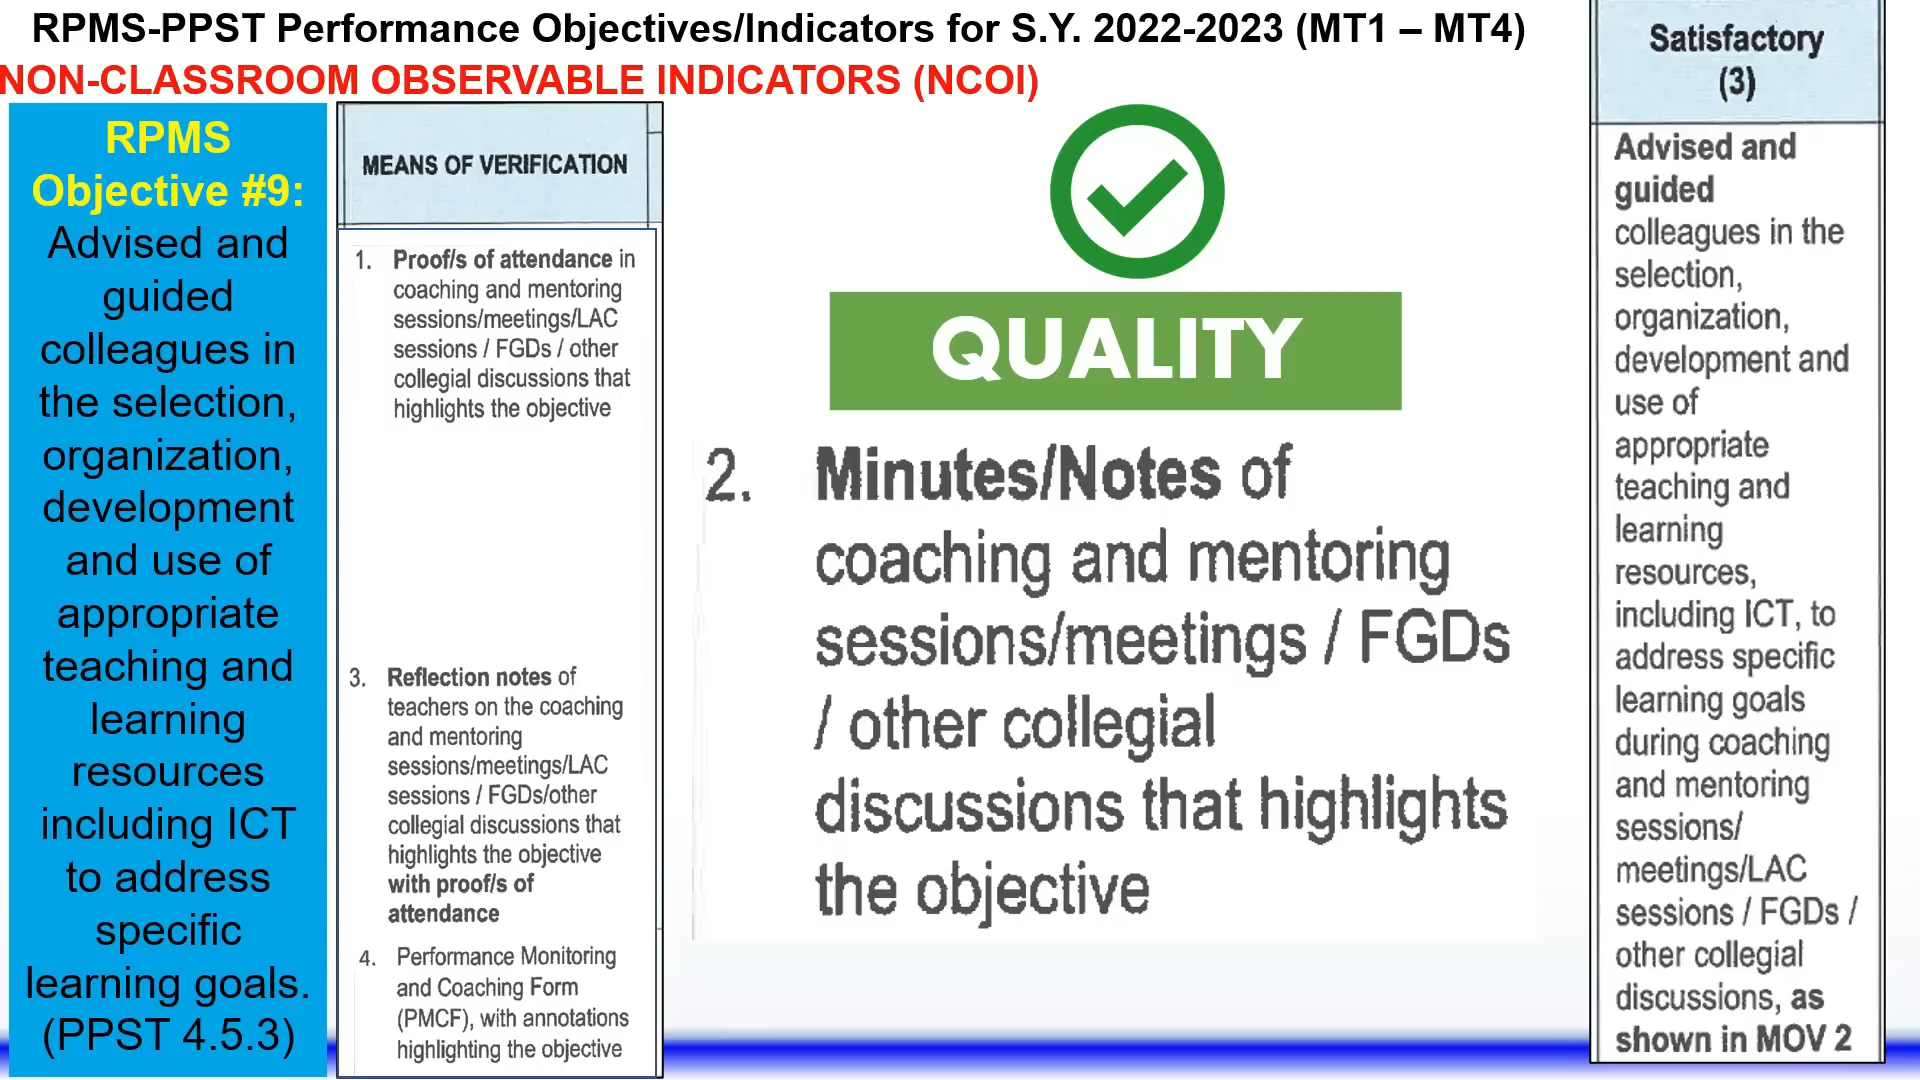 RPMS-PPST Performance Objectives/Indicators for S.Y. 2022-2023 (MT1 – MT4)
NON-CLASSROOM OBSERVABLE INDICATORS (NCOI)
RPMS
Objective #9:
Advised and
guided
colleagues in
the selection,
organization,
development
and use of
appropriate
teaching and
learning
resources
including ICT
to address
specific
learning goals.
(PPST 4.5.3)
MEANS OF VERIFICATION
1. Proof/s of attendance in
coaching and mentoring
sessions/meetings/LAC
sessions / FGDs / other
collegial discussions that
highlights the objective
3. Reflection notes of
teachers on the coaching
and mentoring
sessions/meetings/LAC
sessions / FGDs/other
collegial discussions that
highlights the objective
with proof/s of
attendance
4. Performance Monitoring
and Coaching Form
(PMCF), with annotations
highlighting the objective
QUALITY
2. Minutes/Notes of
coaching and mentoring
sessions/meetings / FGDs
/ other collegial
discussions that highlights
the objective
Satisfactory
(3)
Advised and
guided
colleagues in the
selection,
organization,
development and
use of
appropriate
teaching and
learning
resources,
including ICT, to
address specific
learning goals
during coaching
and mentoring
sessions/
meetings/LAC
sessions / FGDs /
other collegial
discussions, as
shown in MOV 2